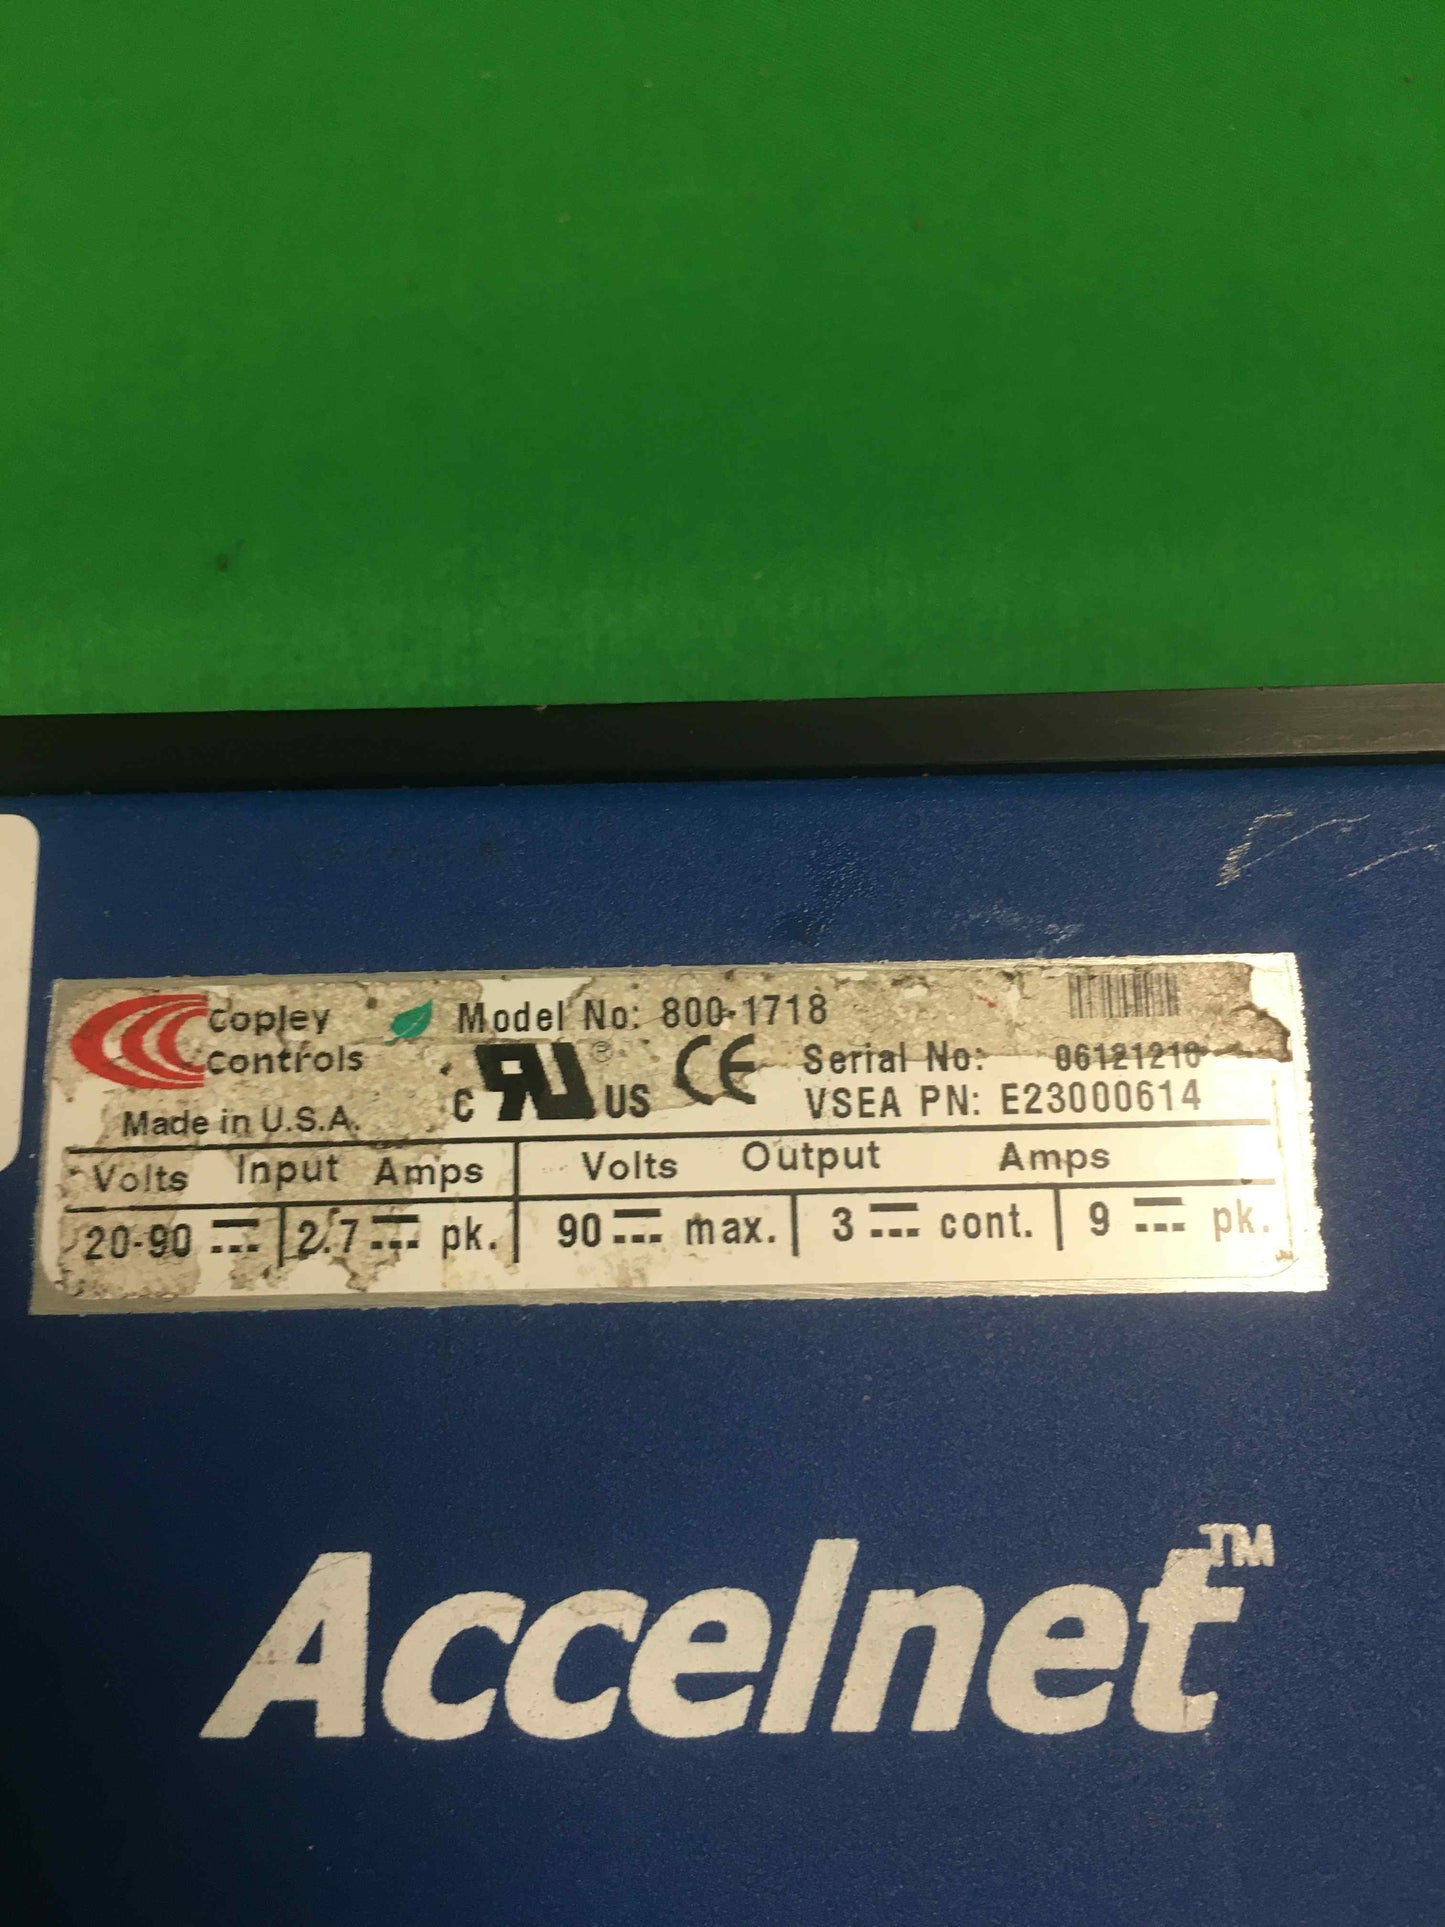 Copley
Controls
Made in U.S.A.
Model No: 800-1718
C RU ® US CE
Serial No: 06121210
VSEA PN: E23000614
Volts Input Amps Volts Output Amps
20-90 2.7 pk. 90 max. 3 cont. 9 pk.
Accelnet™